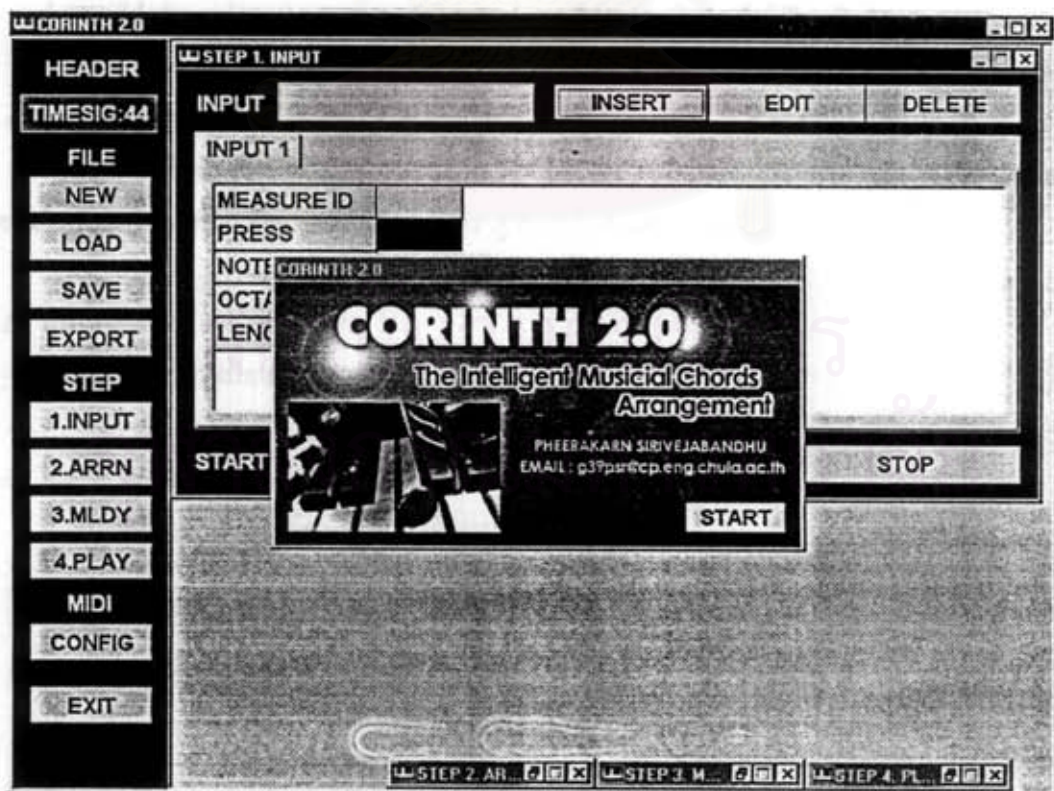 CORINTH 2.0
HEADER
TIMESIG:44
FILE
NEW
LOAD
SAVE
EXPORT
STEP
1.INPUT
2.ARRN
3.MLDY
4.PLAY
MIDI
CONFIG
EXIT
STEP 1. INPUT
INPUT INSERT EDIT DELETE
INPUT 1
MEASURE ID
PRESS
NOTE
OCTA
LENG
START STOP
CORINTH 2.0
CORINTH 2.0
The Intelligent Musicial Chords
Arrangement
PHEERAKARN SIRIVEJABANDHU
EMAIL : g39psr@cp.eng.chula.ac.th
START
STEP 2. AR... STEP 3. M... STEP 4. PL...